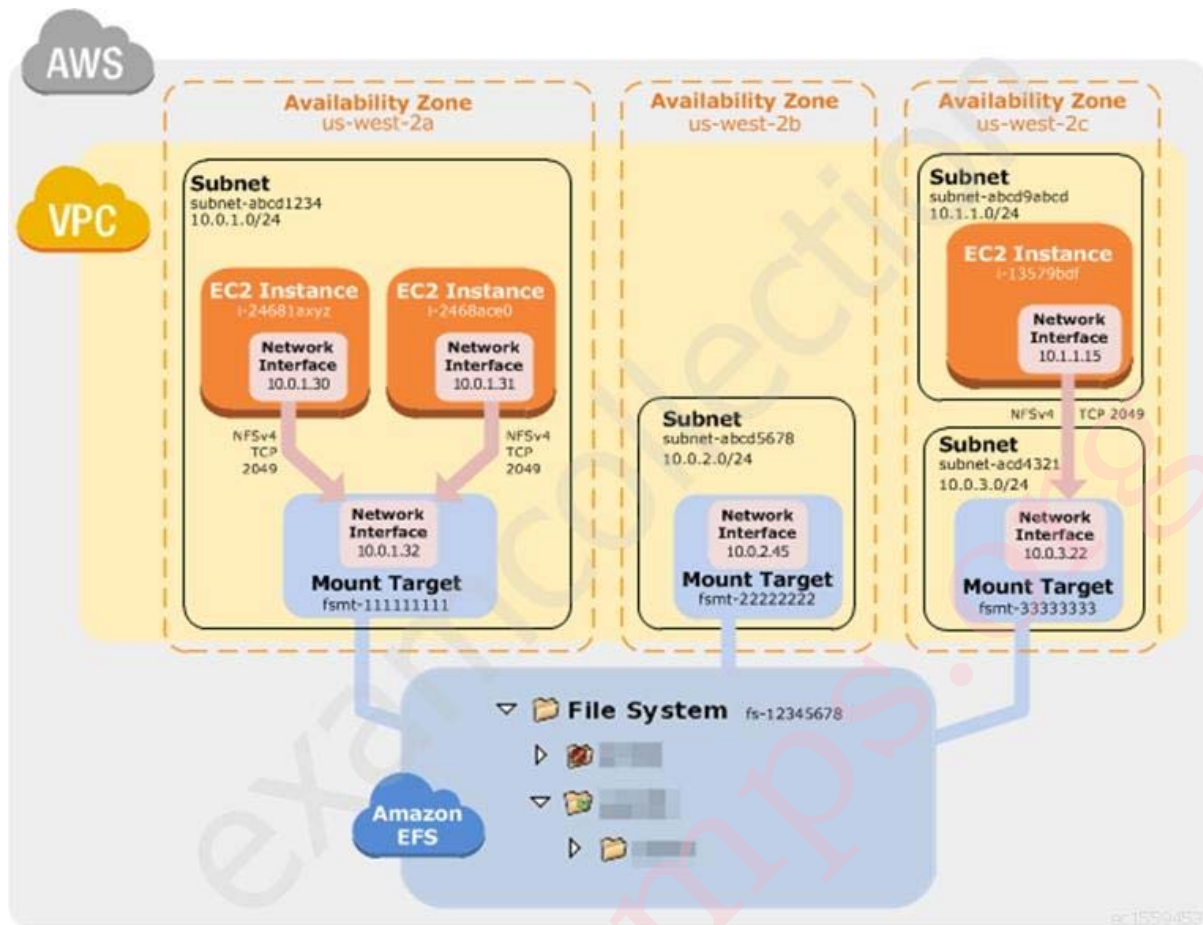 AWS
Availability Zone
us-west-2a
Availability Zone
us-west-2b
Availability Zone
us-west-2c
VPC
Subnet
subnet-abcd1234
10.0.1.0/24
EC2 Instance
i-24681axyz
Network
Interface
10.0.1.30
EC2 Instance
i-2468ace0
Network
Interface
10.0.1.31
NFSv4
TCP
2049
NFSv4
TCP
2049
Network
Interface
10.0.1.32
Mount Target
fsmt-111111111
Subnet
subnet-abcd5678
10.0.2.0/24
Network
Interface
10.0.2.45
Mount Target
fsmt-22222222
Subnet
subnet-abcd9abcd
10.1.1.0/24
EC2 Instance
i-13579bdf
Network
Interface
10.1.1.15
NFSv4 TCP 2049
Subnet
subnet-acd4321
10.0.3.0/24
Network
Interface
10.0.3.22
Mount Target
fsmt-33333333
File System fs-12345678
Amazon
EFS
examcollection